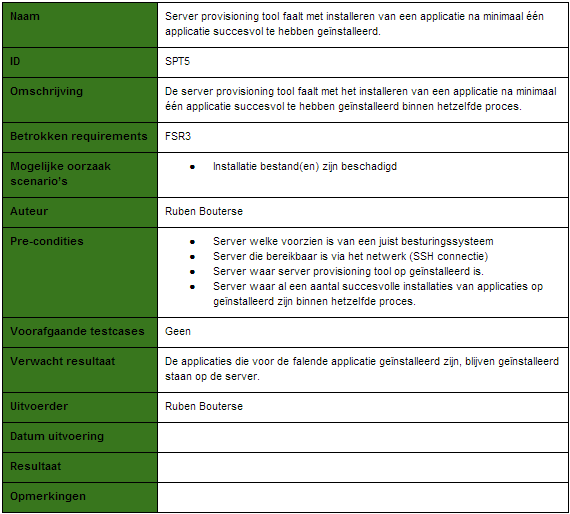 Naam
Server provisioning tool faalt met installeren van een applicatie na minimaal één
applicatie succesvol te hebben geïnstalleerd.
ID
SPT5
Omschrijving
De server provisioning tool faalt met het installeren van een applicatie na minimaal
één applicatie succesvol te hebben geïnstalleerd binnen hetzelfde proces.
Betrokken requirements
FSR3
Mogelijke oorzaak
scenario's
● Installatie bestand(en) zijn beschadigd
Auteur
Ruben Bouterse
Pre-condities
● Server welke voorzien is van een juist besturingssysteem
● Server die bereikbaar is via het netwerk (SSH connectie)
● Server waar server provisioning tool op geïnstalleerd is.
● Server waar al een aantal succesvolle installaties van applicaties op
geïnstalleerd zijn binnen hetzelfde proces.
Voorafgaande testcases
Geen
Verwacht resultaat
De applicaties die voor de falende applicatie geïnstalleerd zijn, blijven geïnstalleerd
staan op de server.
Uitvoerder
Ruben Bouterse
Datum uitvoering
Resultaat
Opmerkingen